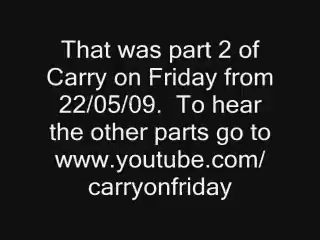 That was part 2 of
Carry on Friday from
22/05/09.  To hear
the other parts go to
www.youtube.com/
carryonfriday